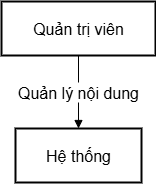 Quản trị viên
Quản lý nội dung
Hệ thống